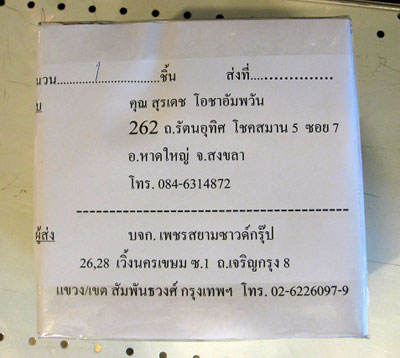 นวน....1....ชิ้น ส่งที่.................
บ คุณ สุรเดช โอชาอัมพวัน
262 ถ.รัตนอุทิศ โชคสมาน 5 ซอย 7
อ.หาดใหญ่ จ.สงขลา
โทร. 084-6314872
ผู้ส่ง บจก. เพชรสยามซาวด์กรุ๊ป
26,28 เวิ้งนครเขษม ซ.1 ถ.เจริญกรุง 8
แขวง/เขต สัมพันธวงศ์ กรุงเทพฯ โทร. 02-6226097-9